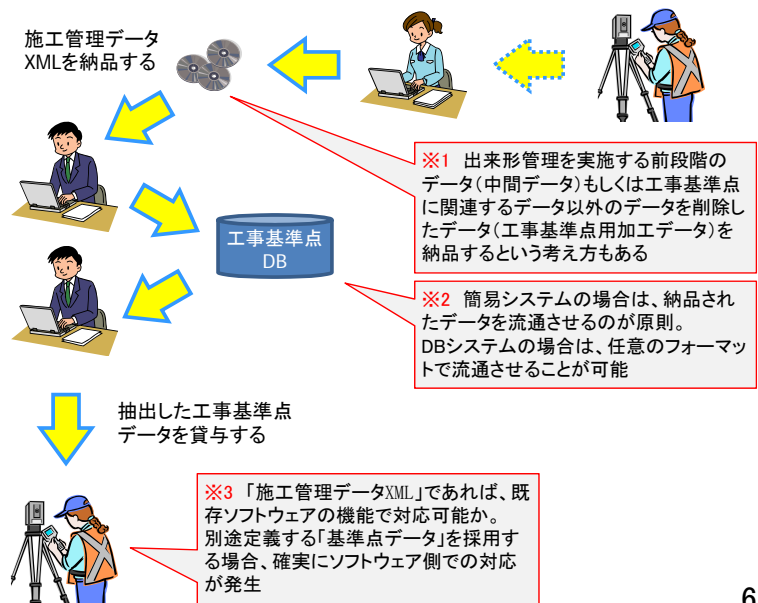 施工管理データ
XMLを納品する
※1 出来形管理を実施する前段階の
データ(中間データ)もしくは工事基準点
に関連するデータ以外のデータを削除し
たデータ(工事基準点用加工データ)を
納品するという考え方もある
工事基準点
DB
※2 簡易システムの場合は、納品され
たデータを流通させるのが原則。
DBシステムの場合は、任意のフォーマッ
トで流通させることが可能
抽出した工事基準点
データを貸与する
※3 「施工管理データXML」であれば、既
存ソフトウェアの機能で対応可能か。
別途定義する「基準点データ」を採用す
る場合、確実にソフトウェア側での対応
が発生
6